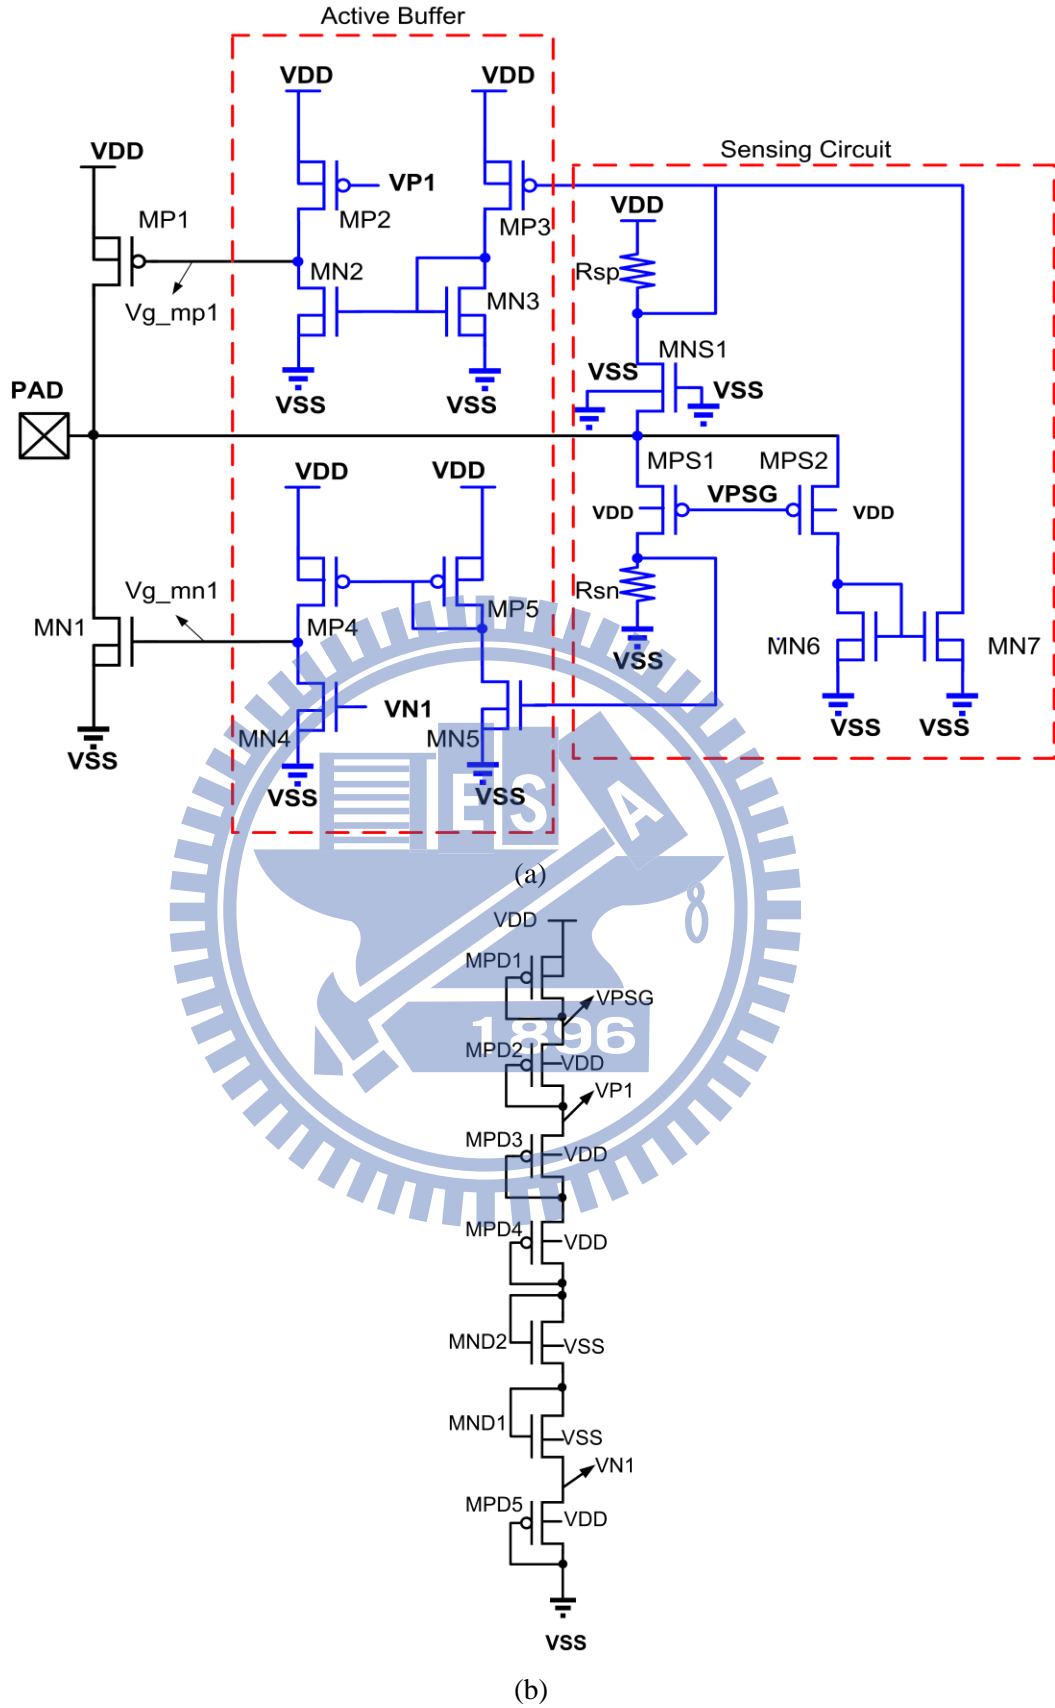 Active Buffer
VDD
VDD
Sensing Circuit
VDD
VP1
MP1
MP2
MP3
VDD
MN2
Rsp
MN3
Vg_mp1
MNS1
VSS
VSS
PAD
VSS
VSS
MPS1
MPS2
VDD
VDD
VPSG
VDD
VDD
Vg_mn1
Rsn
MP5
MN1
MP4
MN6
MN7
VSS
VN1
MN4
MN5
VSS
VSS
VSS
VSS
VSS
E
S
A
(a)
8
VDD
MPD1
VPSG
1896
MPD2
VDD
VP1
MPD3
VDD
MPD4
VDD
MND2
VSS
MND1
VSS
VN1
MPD5
VDD
VSS
(b)